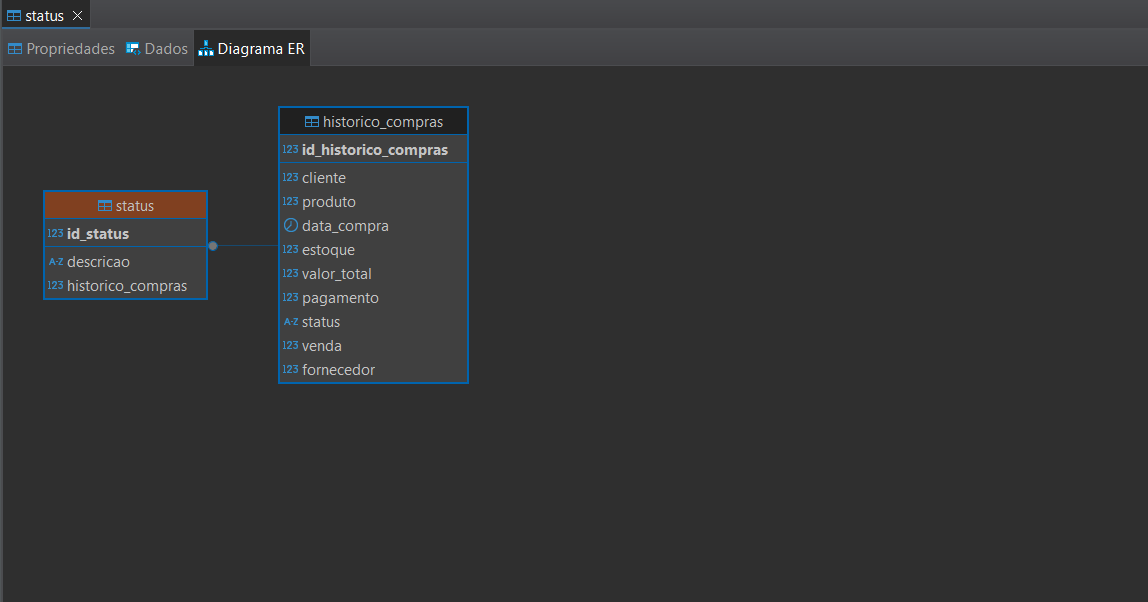 status
Propriedades Dados Diagrama ER
status
123 id_status
A-Z descricao
123 historico_compras
historico_compras
123 id_historico_compras
123 cliente
123 produto
data_compra
123 estoque
123 valor_total
123 pagamento
A-Z status
123 venda
123 fornecedor